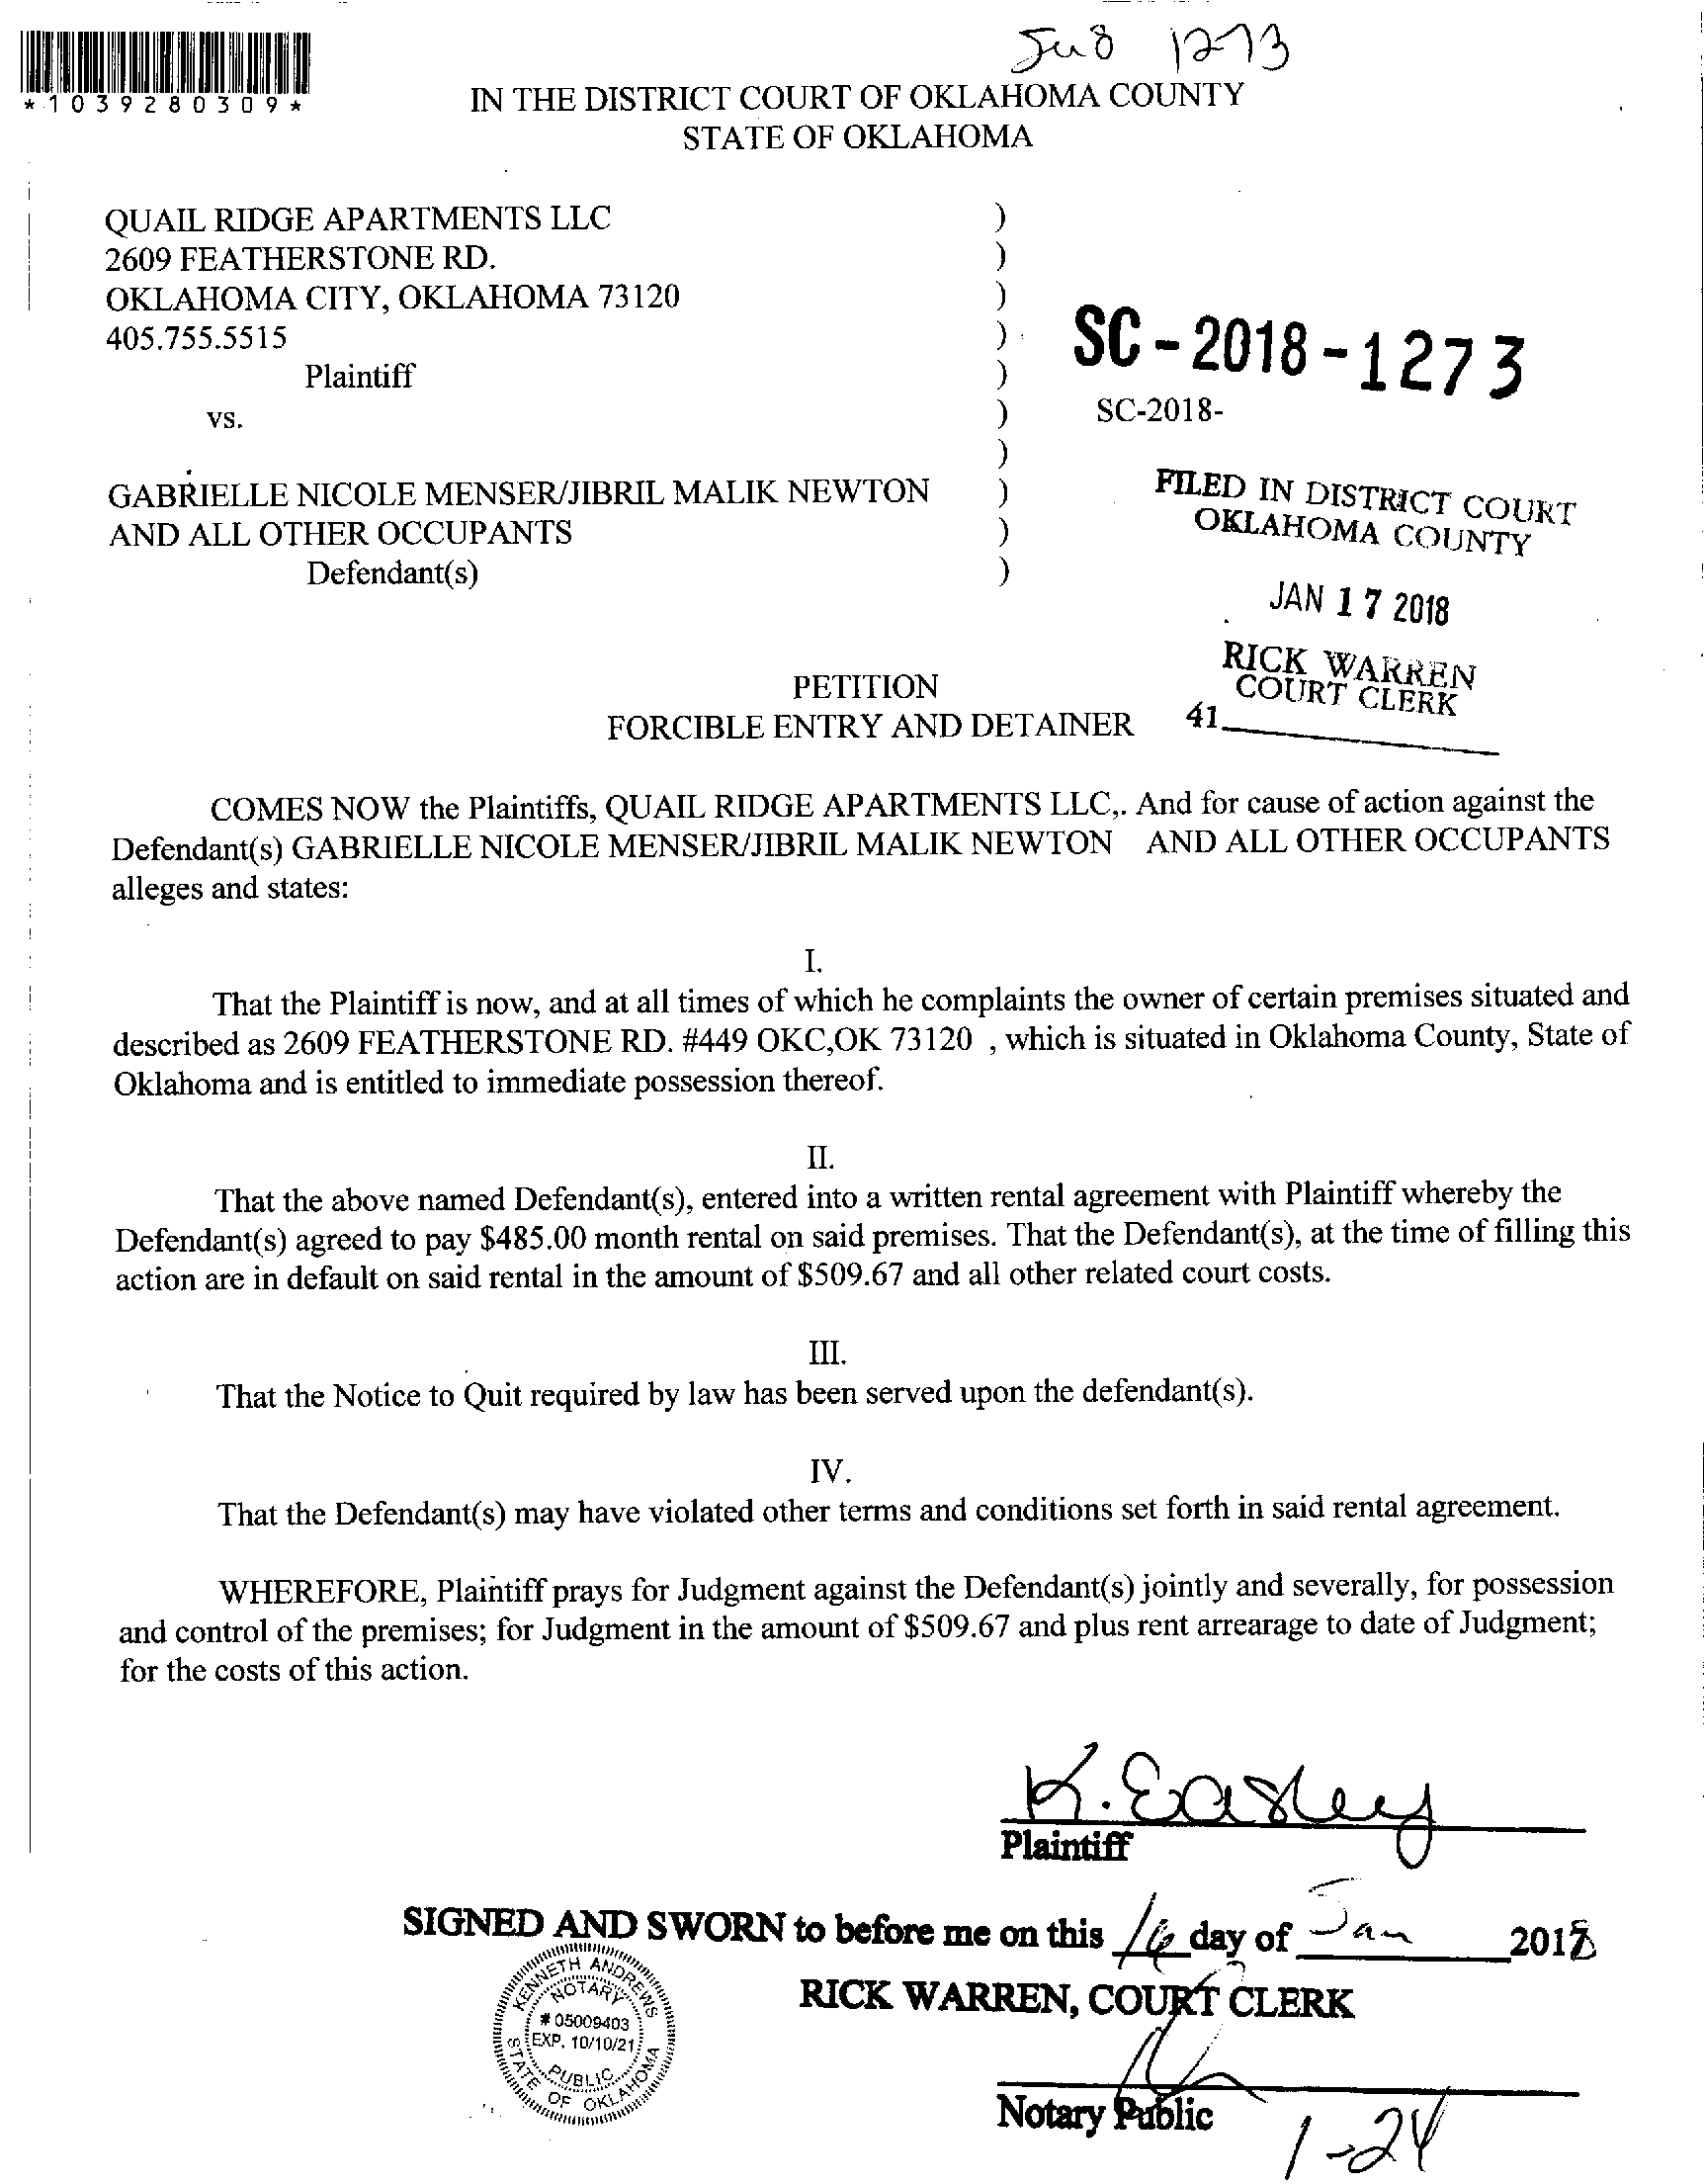 Ju 8 1273
*1039280309*
IN THE DISTRICT COURT OF OKLAHOMA COUNTY
STATE OF OKLAHOMA
QUAIL RIDGE APARTMENTS LLC )
2609 FEATHERSTONE RD. )
OKLAHOMA CITY, OKLAHOMA 73120 )
405.755.5515 ) SC-2018-1273
Plaintiff )
vs. ) SC-2018-
)
GABRIELLE NICOLE MENSER/JIBRIL MALIK NEWTON )
AND ALL OTHER OCCUPANTS )
Defendant(s) )
FILED IN DISTRICT COURT
OKLAHOMA COUNTY
JAN 17 2018
RICK WARREN
COURT CLERK
41
PETITION
FORCIBLE ENTRY AND DETAINER
COMES NOW the Plaintiffs, QUAIL RIDGE APARTMENTS LLC,. And for cause of action against the
Defendant(s) GABRIELLE NICOLE MENSER/JIBRIL MALIK NEWTON AND ALL OTHER OCCUPANTS
alleges and states:
I.
That the Plaintiff is now, and at all times of which he complaints the owner of certain premises situated and
described as 2609 FEATHERSTONE RD. #449 OKC,OK 73120 , which is situated in Oklahoma County, State of
Oklahoma and is entitled to immediate possession thereof.
II.
That the above named Defendant(s), entered into a written rental agreement with Plaintiff whereby the
Defendant(s) agreed to pay $485.00 month rental on said premises. That the Defendant(s), at the time of filling this
action are in default on said rental in the amount of $509.67 and all other related court costs.
III.
That the Notice to Quit required by law has been served upon the defendant(s).
IV.
That the Defendant(s) may have violated other terms and conditions set forth in said rental agreement.
WHEREFORE, Plaintiff prays for Judgment against the Defendant(s) jointly and severally, for possession
and control of the premises; for Judgment in the amount of $509.67 and plus rent arrearage to date of Judgment;
for the costs of this action.
K. Easley
Plaintiff
SIGNED AND SWORN to before me on this 16 day of Jan 2018
RICK WARREN, COURT CLERK
KENNETH ANDREWS
NOTARY
# 05009403
EXP. 10/10/21
PUBLIC
STATE OF OKLAHOMA
Notary Public
1-24